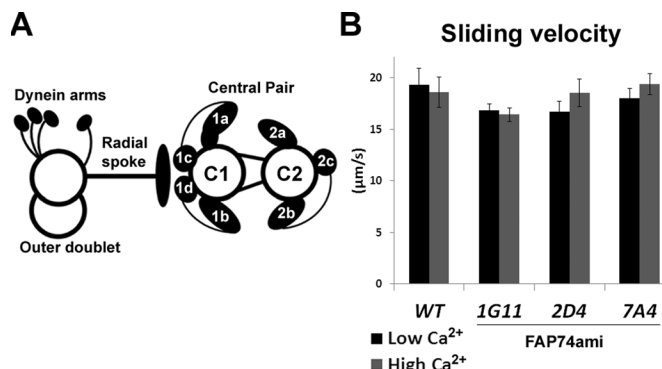 A
Dynein arms
Radial
spoke
Outer doublet
Central Pair
1a
2a
1c
C1
C2
2c
1d
1b
2b
B
Sliding velocity
(μm/s)
20
15
10
5
0
WT
1G11
2D4
7A4
FAP74ami
Low Ca²⁺
High Ca²⁺